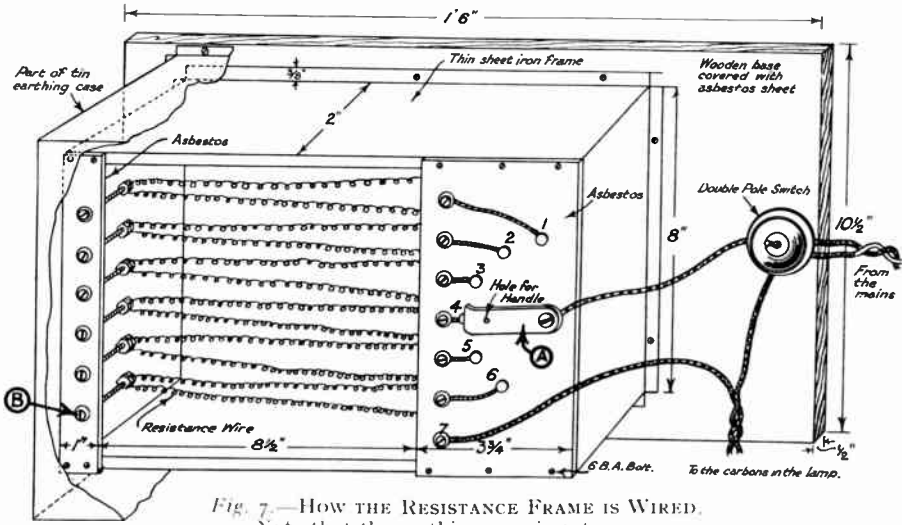 1'6"
Part of tin
earthing case
3/8"
Thin sheet iron frame
Wooden base
covered with
asbestos sheet
2"
Asbestos
Asbestos
Double Pole Switch
1
2
3
4
5
6
7
Hole for
Handle
8"
10½"
From
the
mains
A
B
Resistance Wire
1"
8½"
3¾"
6 B.A. Bolt.
To the carbons in the lamp.
½"
Fig. 7.—HOW THE RESISTANCE FRAME IS WIRED.